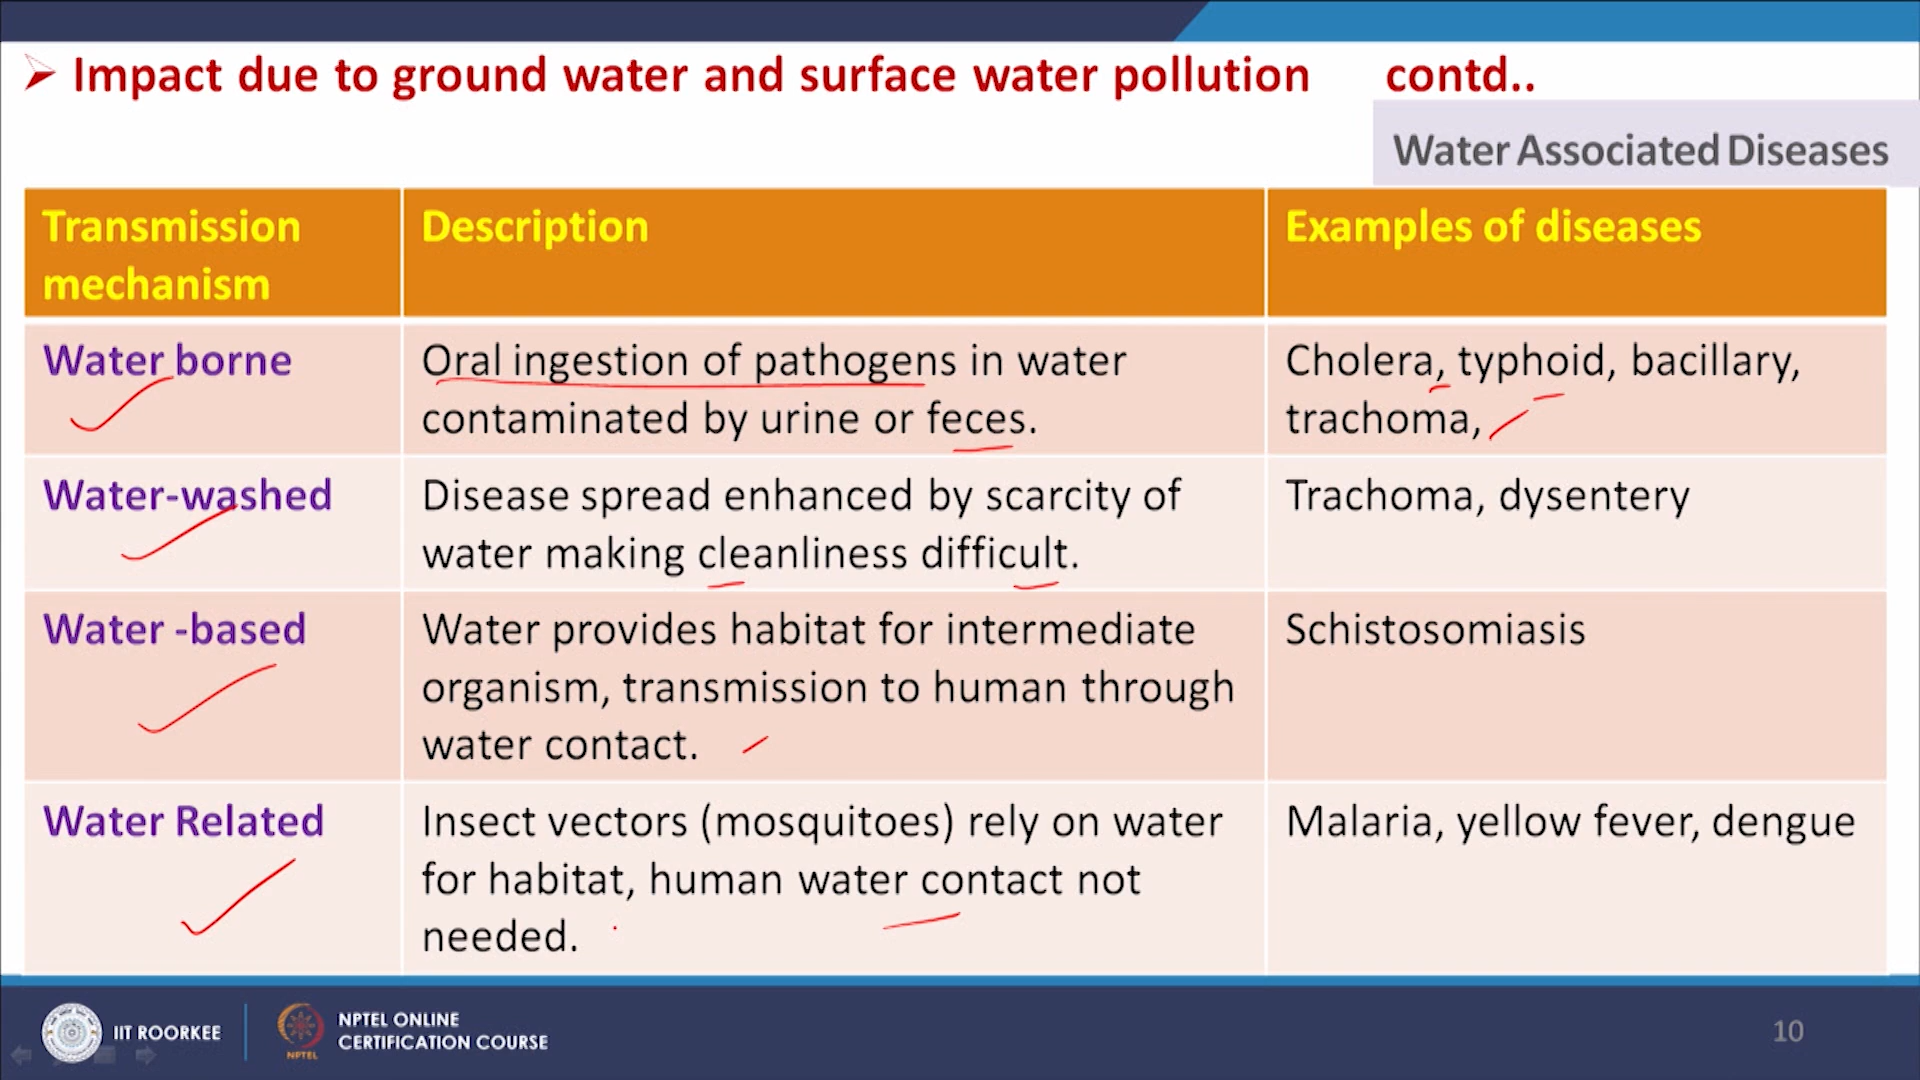 Impact due to ground water and surface water pollution contd..
Water Associated Diseases
Transmission
mechanism
Description
Examples of diseases
Water borne
Oral ingestion of pathogens in water
contaminated by urine or feces.
Cholera, typhoid, bacillary,
trachoma,
Water-washed
Disease spread enhanced by scarcity of
water making cleanliness difficult.
Trachoma, dysentery
Water -based
Water provides habitat for intermediate
organism, transmission to human through
water contact.
Schistosomiasis
Water Related
Insect vectors (mosquitoes) rely on water
for habitat, human water contact not
needed.
Malaria, yellow fever, dengue
IIT ROORKEE
NPTEL
NPTEL ONLINE
CERTIFICATION COURSE
10